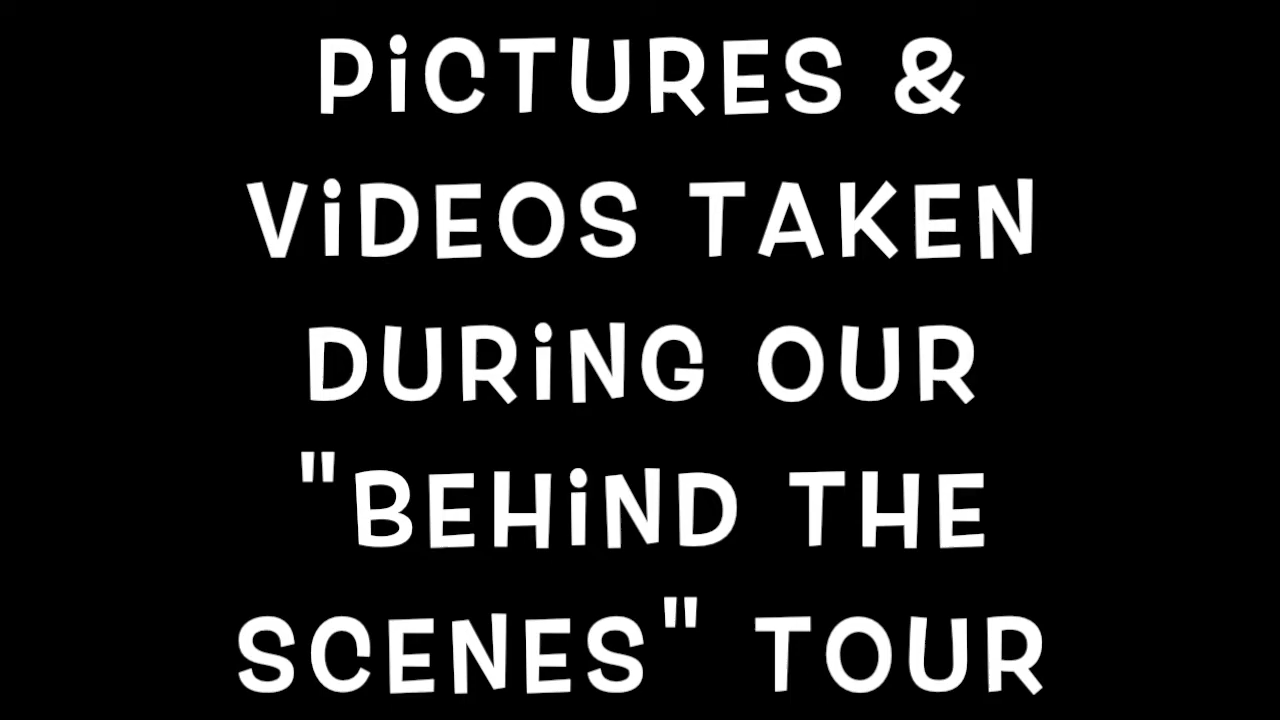 PiCTURES &
ViDEOS TAKEN
DURiNG OUR
"BEHiND THE
SCENES" TOUR